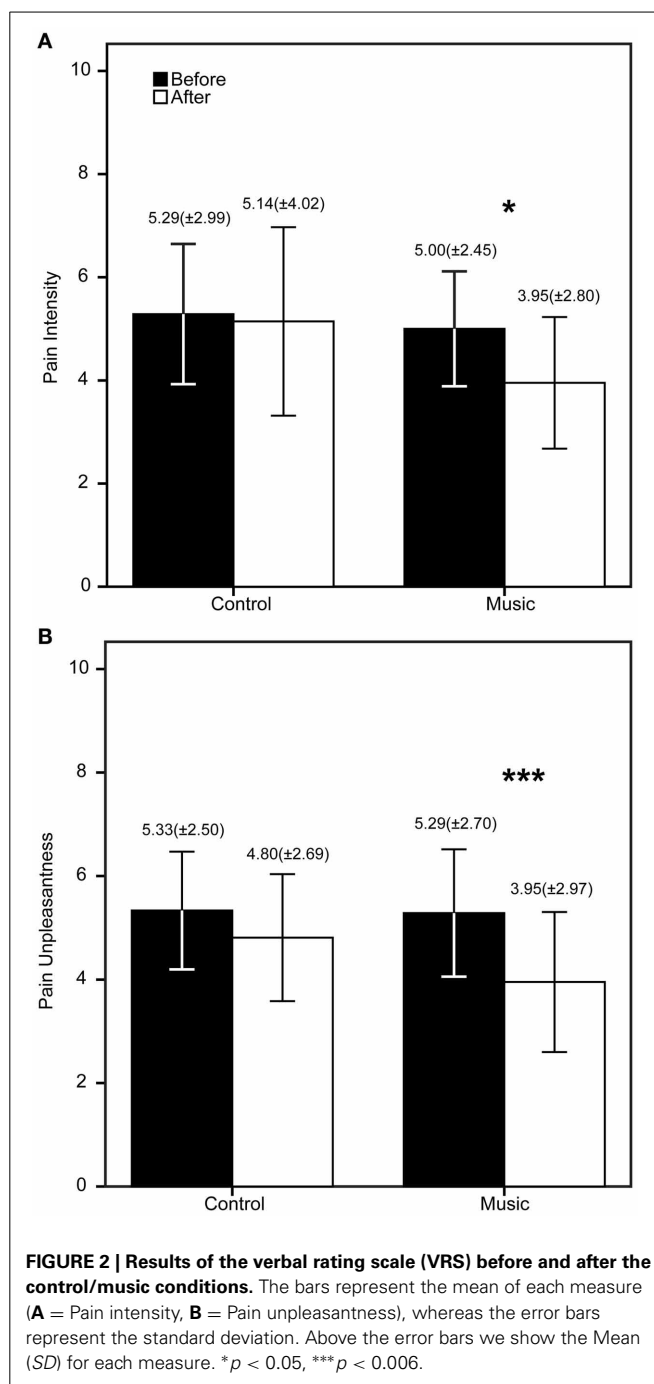 A
10
Before
After
8
5.29(±2.99)
5.14(±4.02)
*
5.00(±2.45)
3.95(±2.80)
6
Pain Intensity
4
2
0
Control
Music
B
10
8
***
5.33(±2.50)
4.80(±2.69)
5.29(±2.70)
3.95(±2.97)
6
Pain Unpleasantness
4
2
0
Control
Music
FIGURE 2 | Results of the verbal rating scale (VRS) before and after the
control/music conditions. The bars represent the mean of each measure
(A = Pain intensity, B = Pain unpleasantness), whereas the error bars
represent the standard deviation. Above the error bars we show the Mean
(SD) for each measure. *p < 0.05, ***p < 0.006.